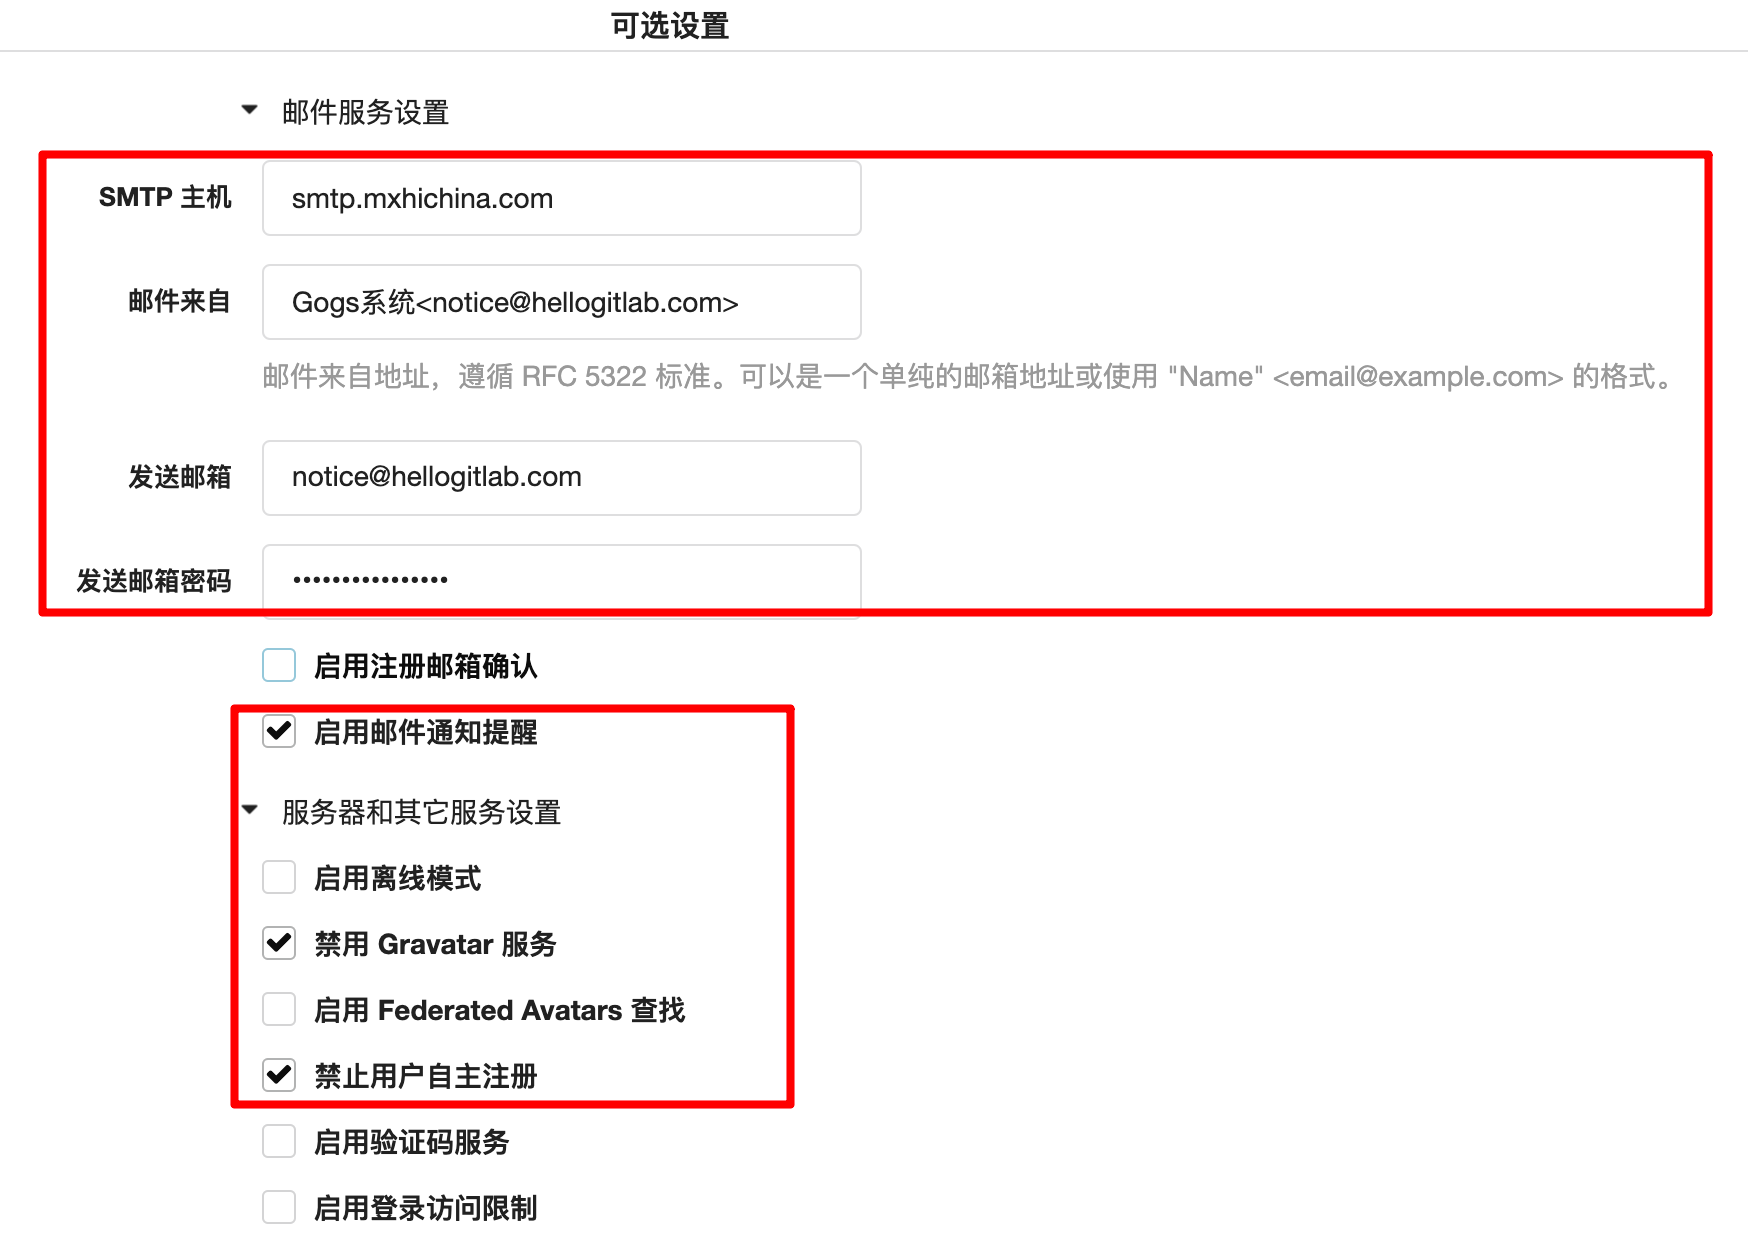 可选设置
邮件服务设置
SMTP 主机
smtp.mxhichina.com
邮件来自
Gogs系统<notice@hellogitlab.com>
邮件来自地址，遵循 RFC 5322 标准。可以是一个单纯的邮箱地址或使用 "Name" <email@example.com> 的格式。
发送邮箱
notice@hellogitlab.com
发送邮箱密码
••••••••••••••••
启用注册邮箱确认
启用邮件通知提醒
服务器和其它服务设置
启用离线模式
禁用 Gravatar 服务
启用 Federated Avatars 查找
禁止用户自主注册
启用验证码服务
启用登录访问限制